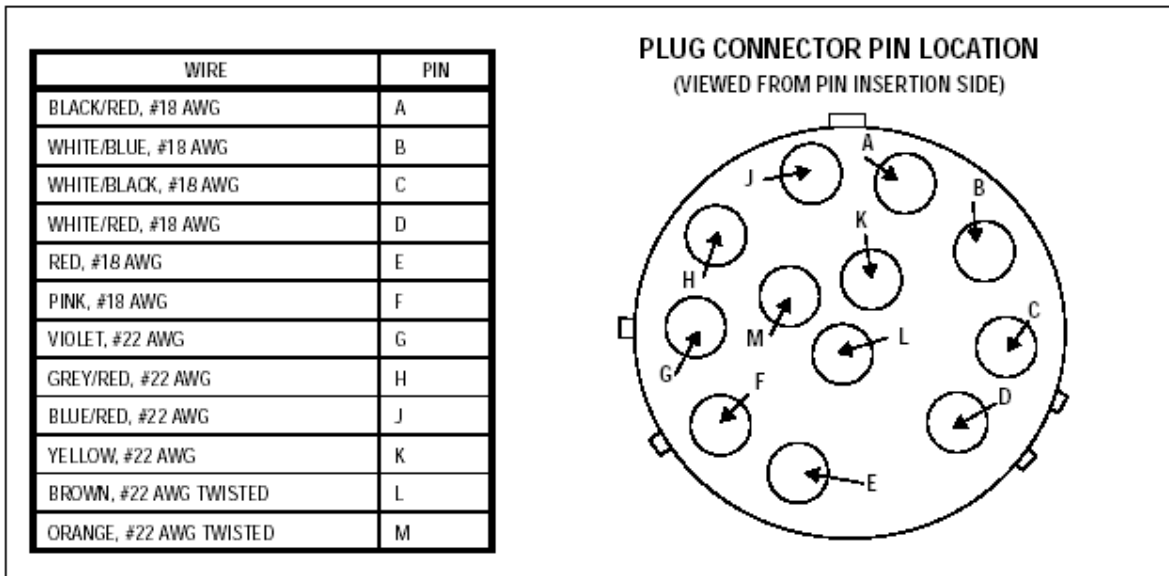 WIRE PIN
BLACK/RED, #18 AWG A
WHITE/BLUE, #18 AWG B
WHITE/BLACK, #18 AWG C
WHITE/RED, #18 AWG D
RED, #18 AWG E
PINK, #18 AWG F
VIOLET, #22 AWG G
GREY/RED, #22 AWG H
BLUE/RED, #22 AWG J
YELLOW, #22 AWG K
BROWN, #22 AWG TWISTED L
ORANGE, #22 AWG TWISTED M
PLUG CONNECTOR PIN LOCATION
(VIEWED FROM PIN INSERTION SIDE)
A
J
B
K
H
C
M
L
G
F
D
E